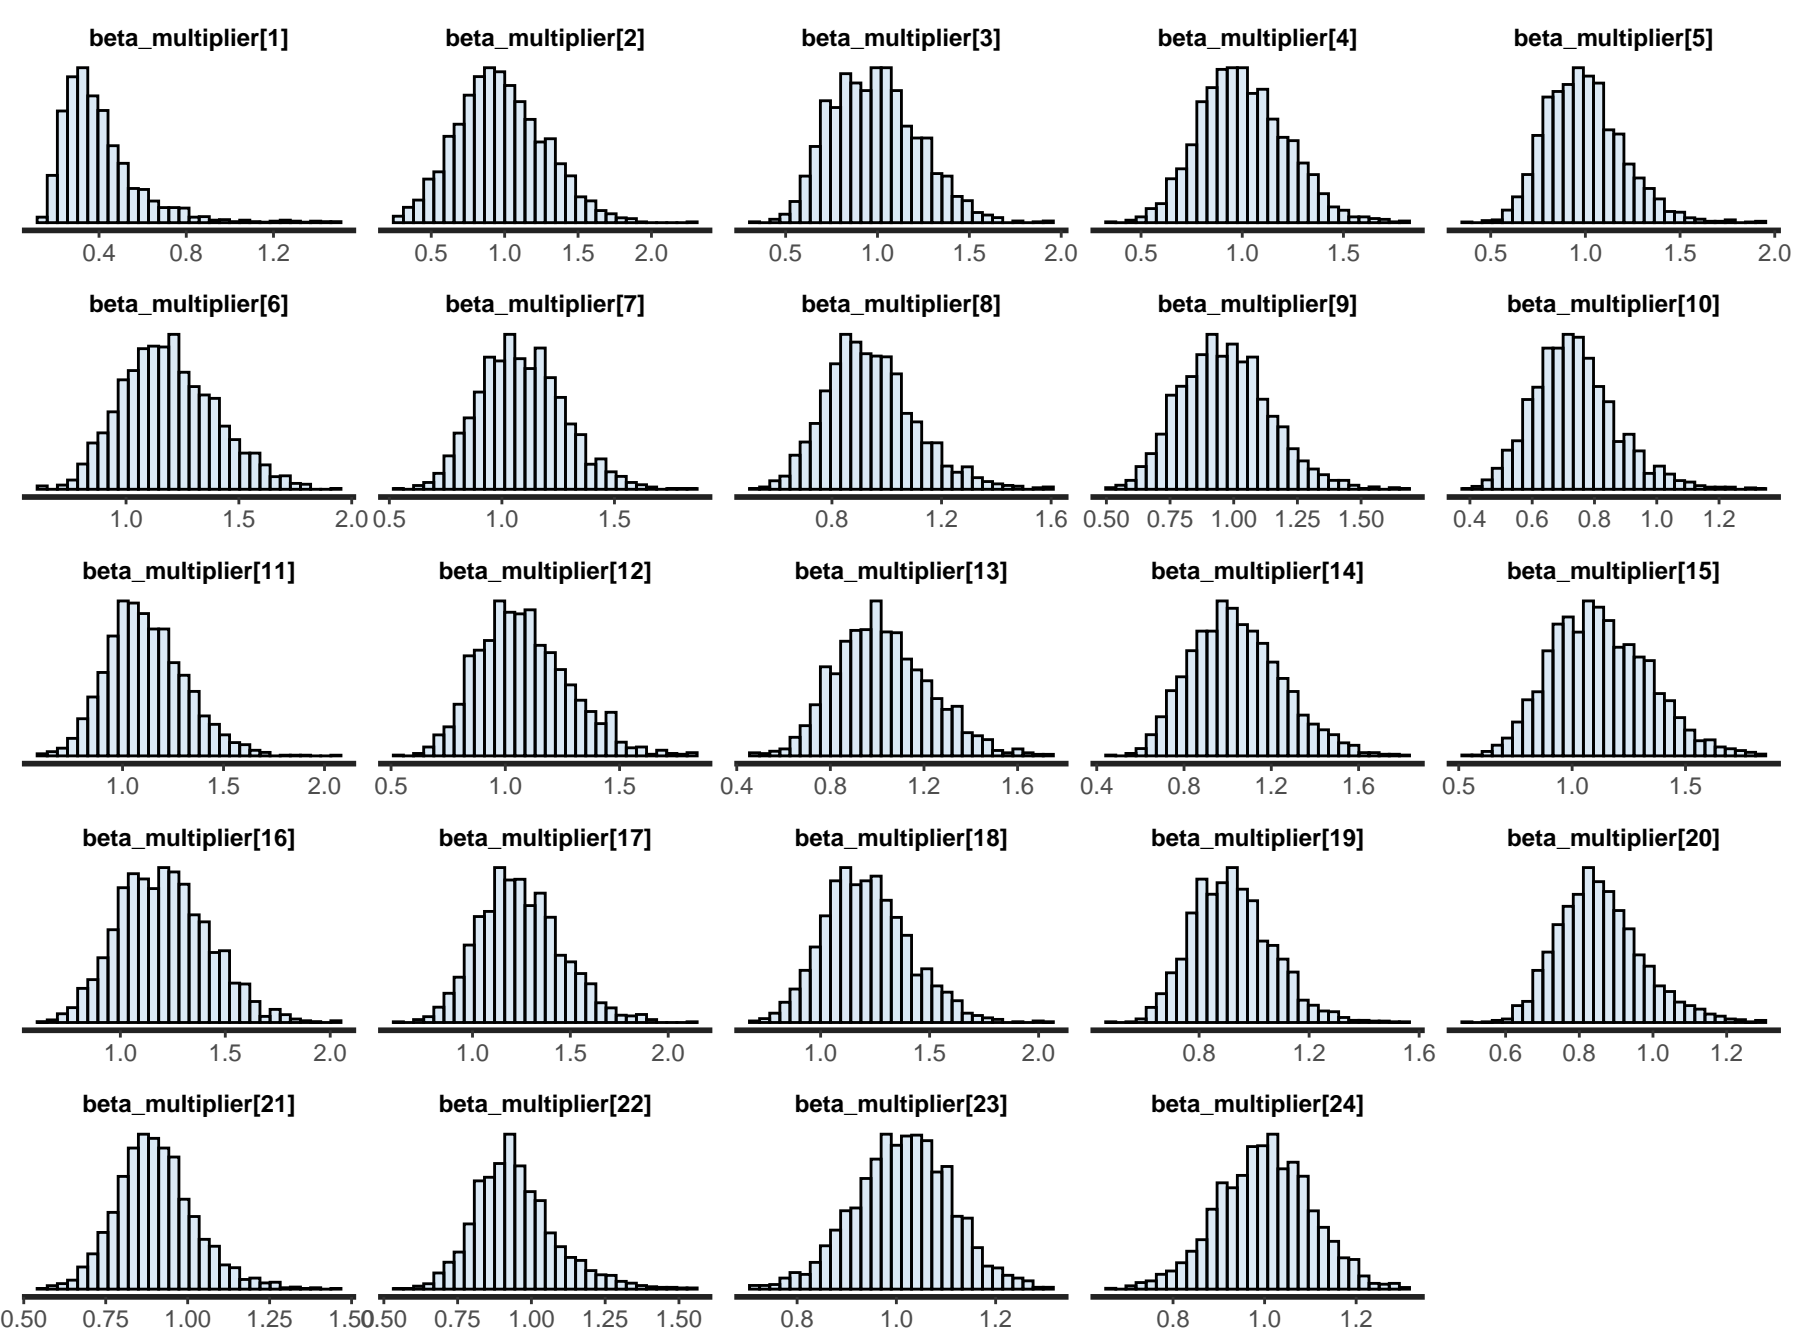 beta_multiplier[1] beta_multiplier[2] beta_multiplier[3] beta_multiplier[4] beta_multiplier[5]
0.4 0.8 1.2 0.5 1.0 1.5 2.0 0.5 1.0 1.5 2.0 0.5 1.0 1.5 0.5 1.0 1.5 2.0
beta_multiplier[6] beta_multiplier[7] beta_multiplier[8] beta_multiplier[9] beta_multiplier[10]
1.0 1.5 2.0 0.5 1.0 1.5 0.8 1.2 1.6 0.50 0.75 1.00 1.25 1.50 0.4 0.6 0.8 1.0 1.2
beta_multiplier[11] beta_multiplier[12] beta_multiplier[13] beta_multiplier[14] beta_multiplier[15]
1.0 1.5 2.0 0.5 1.0 1.5 0.4 0.8 1.2 1.6 0.4 0.8 1.2 1.6 0.5 1.0 1.5
beta_multiplier[16] beta_multiplier[17] beta_multiplier[18] beta_multiplier[19] beta_multiplier[20]
1.0 1.5 2.0 1.0 1.5 2.0 1.0 1.5 2.0 0.8 1.2 1.6 0.6 0.8 1.0 1.2
beta_multiplier[21] beta_multiplier[22] beta_multiplier[23] beta_multiplier[24]
0.50 0.75 1.00 1.25 1.50 0.50 0.75 1.00 1.25 1.50 0.8 1.0 1.2 0.8 1.0 1.2